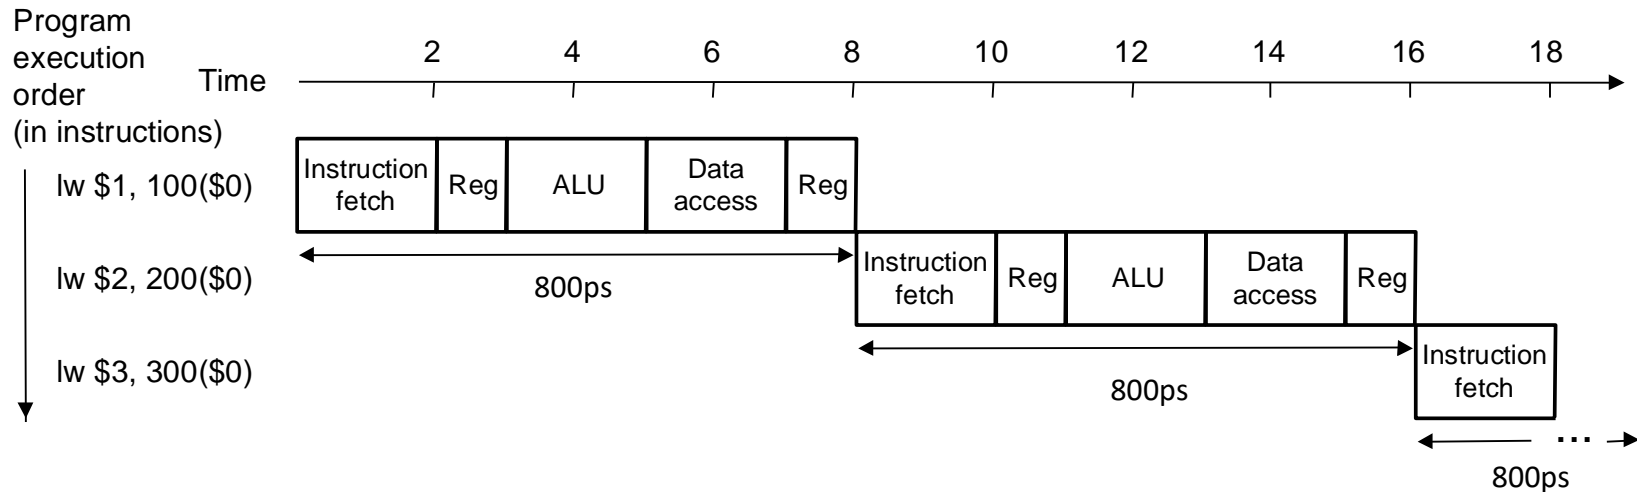 Program
execution
order
(in instructions)
Time
2 4 6 8 10 12 14 16 18
lw $1, 100($0)
Instruction
fetch
Reg
ALU
Data
access
Reg
800ps
lw $2, 200($0)
Instruction
fetch
Reg
ALU
Data
access
Reg
800ps
lw $3, 300($0)
Instruction
fetch
...
800ps